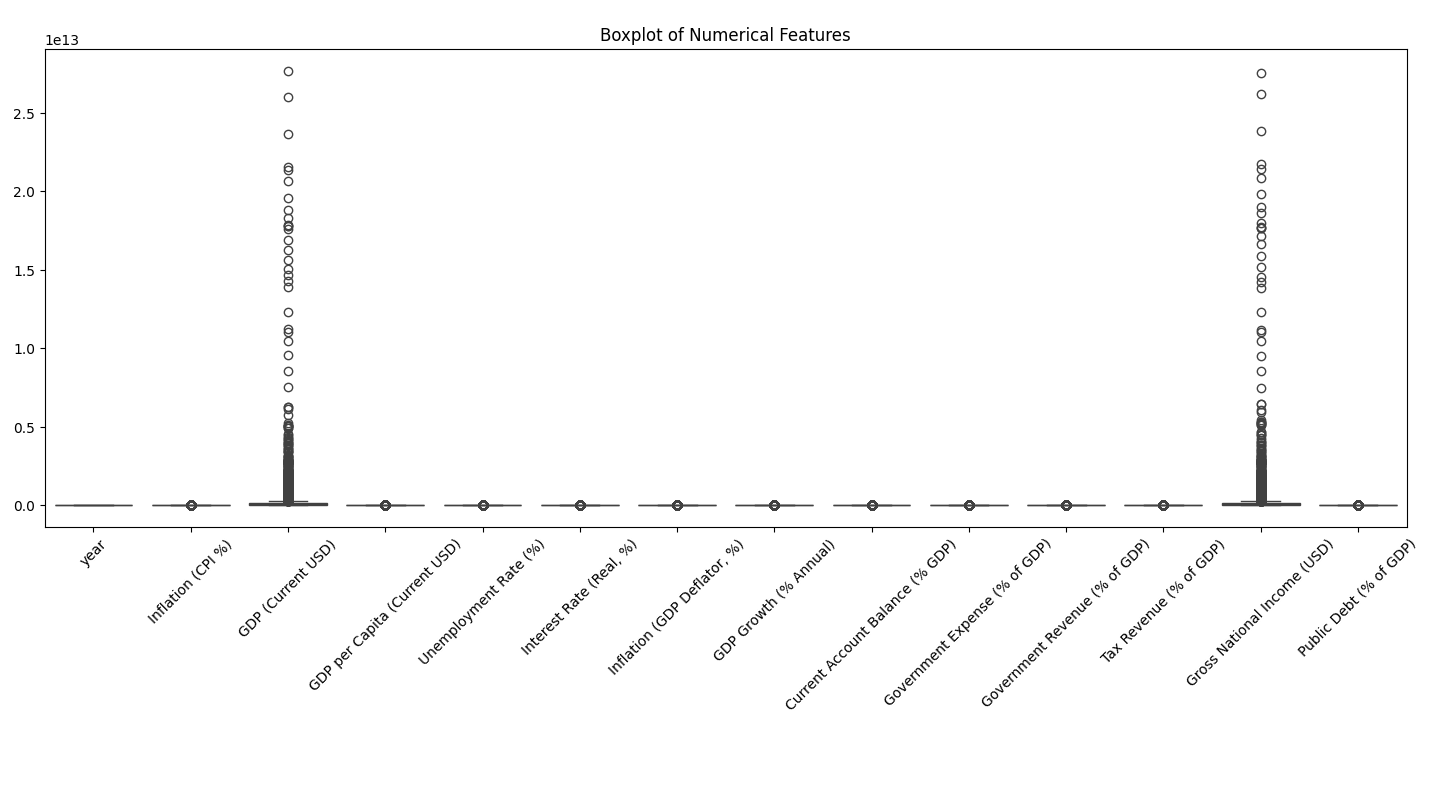 Boxplot of Numerical Features
1e13
2.5
2.0
1.5
1.0
0.5
0.0
year
Inflation (CPI %)
GDP (Current USD)
GDP per Capita (Current USD)
Unemployment Rate (%)
Interest Rate (Real, %)
Inflation (GDP Deflator, %)
GDP Growth (% Annual)
Current Account Balance (% GDP)
Government Expense (% of GDP)
Government Revenue (% of GDP)
Tax Revenue (% of GDP)
Gross National Income (USD)
Public Debt (% of GDP)